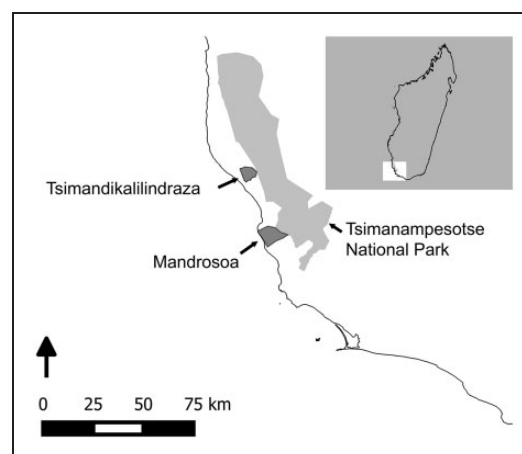 Tsimandikalilindraza
Tsimanampesotse
National Park
Mandrosoa
0 25 50 75 km